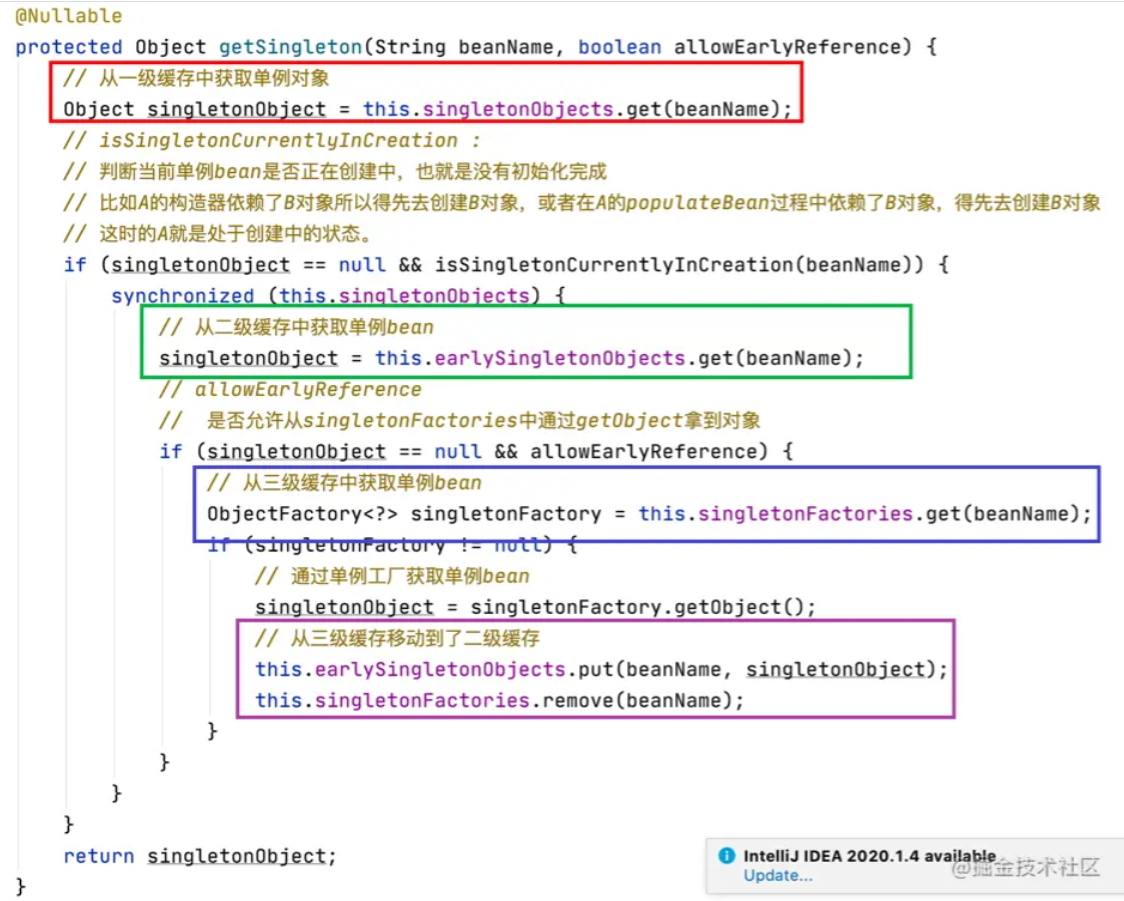 @Nullable
protected Object getSingleton(String beanName, boolean allowEarlyReference) {
// 从一级缓存中获取单例对象
Object singletonObject = this.singletonObjects.get(beanName);
// isSingletonCurrentlyInCreation :
// 判断当前单例bean是否正在创建中，也就是没有初始化完成
// 比如A的构造器依赖了B对象所以得先去创建B对象，或者在A的populateBean过程中依赖了B对象，得先去创建B对象
// 这时的A就是处于创建中的状态。
if (singletonObject == null && isSingletonCurrentlyInCreation(beanName)) {
synchronized (this.singletonObjects) {
// 从二级缓存中获取单例bean
singletonObject = this.earlySingletonObjects.get(beanName);
// allowEarlyReference
// 是否允许从singletonFactories中通过getObject拿到对象
if (singletonObject == null && allowEarlyReference) {
// 从三级缓存中获取单例bean
ObjectFactory<?> singletonFactory = this.singletonFactories.get(beanName);
if (singletonFactory != null) {
// 通过单例工厂获取单例bean
singletonObject = singletonFactory.getObject();
// 从三级缓存移动到了二级缓存
this.earlySingletonObjects.put(beanName, singletonObject);
this.singletonFactories.remove(beanName);
}
}
}
}
return singletonObject;
}
IntelliJ IDEA 2020.1.4 available
Update...
@掘金技术社区